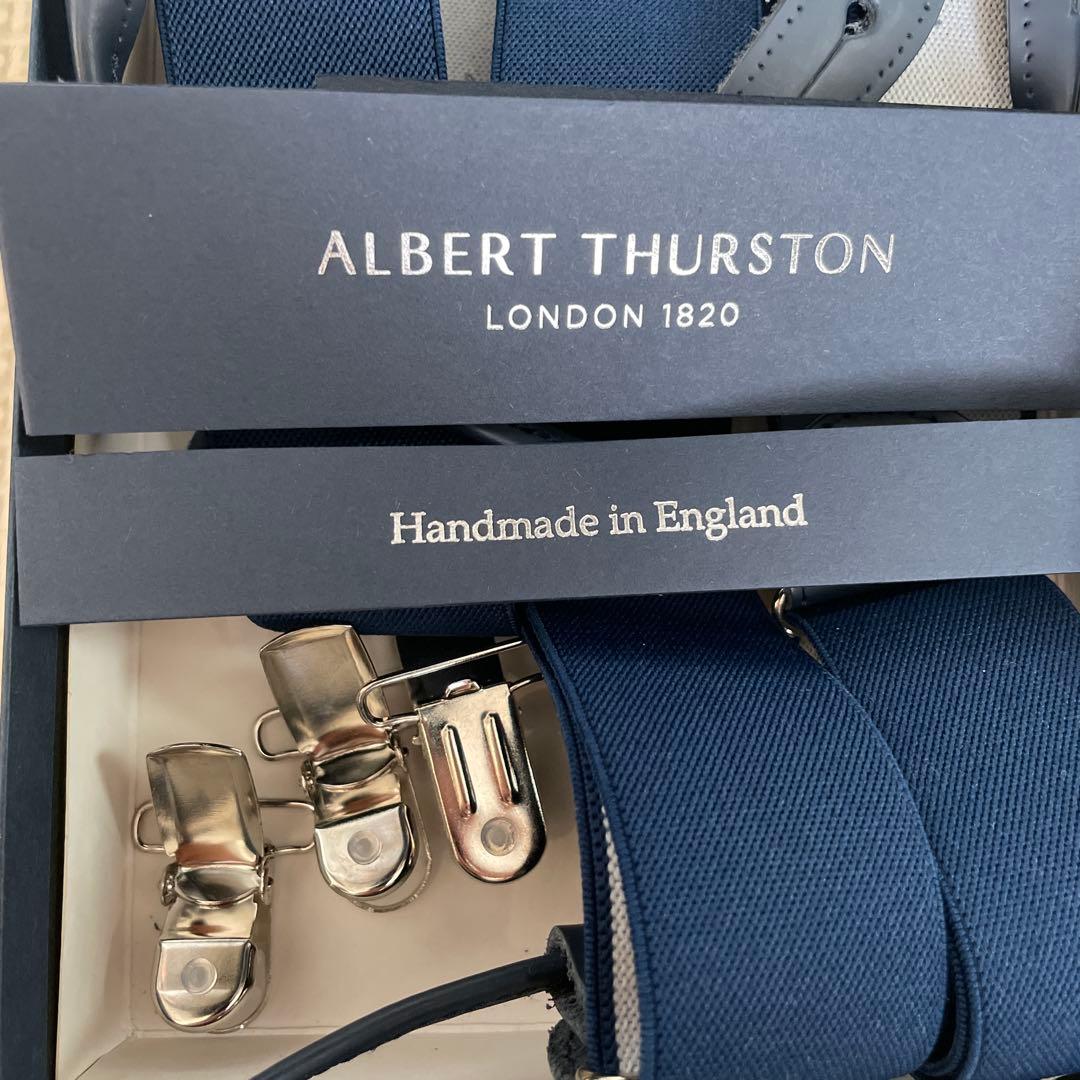 ALBERT THURSTON
LONDON 1820
Handmade in England